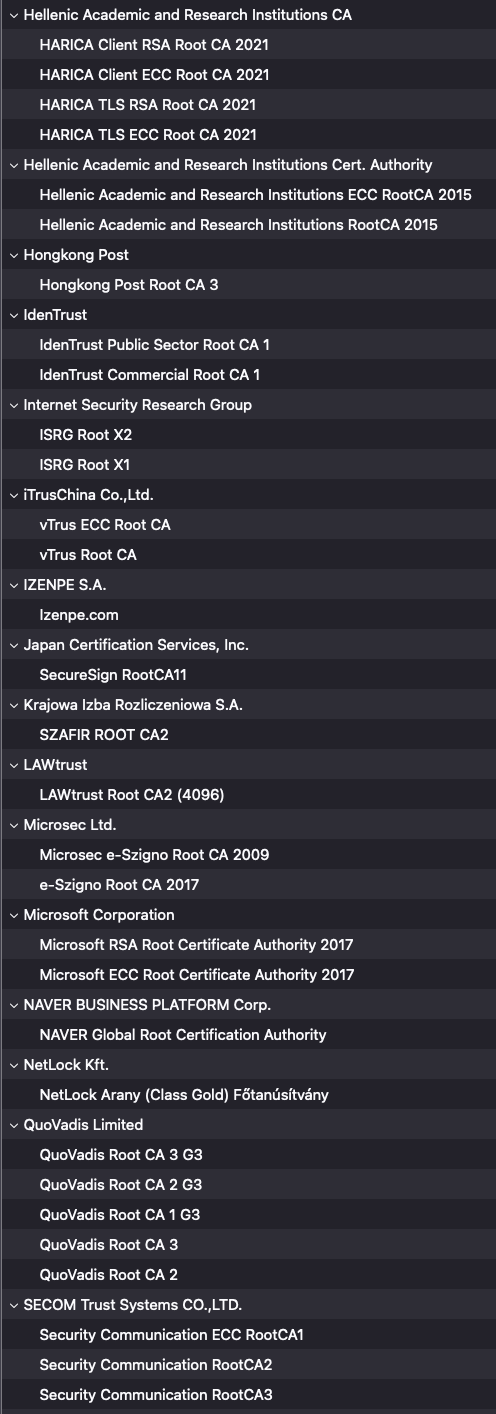 Hellenic Academic and Research Institutions CA
HARICA Client RSA Root CA 2021
HARICA Client ECC Root CA 2021
HARICA TLS RSA Root CA 2021
HARICA TLS ECC Root CA 2021
Hellenic Academic and Research Institutions Cert. Authority
Hellenic Academic and Research Institutions ECC RootCA 2015
Hellenic Academic and Research Institutions RootCA 2015
Hongkong Post
Hongkong Post Root CA 3
IdenTrust
IdenTrust Public Sector Root CA 1
IdenTrust Commercial Root CA 1
Internet Security Research Group
ISRG Root X2
ISRG Root X1
iTrusChina Co.,Ltd.
vTrus ECC Root CA
vTrus Root CA
IZENPE S.A.
Izenpe.com
Japan Certification Services, Inc.
SecureSign RootCA11
Krajowa Izba Rozliczeniowa S.A.
SZAFIR ROOT CA2
LAWtrust
LAWtrust Root CA2 (4096)
Microsec Ltd.
Microsec e-Szigno Root CA 2009
e-Szigno Root CA 2017
Microsoft Corporation
Microsoft RSA Root Certificate Authority 2017
Microsoft ECC Root Certificate Authority 2017
NAVER BUSINESS PLATFORM Corp.
NAVER Global Root Certification Authority
NetLock Kft.
NetLock Arany (Class Gold) Főtanúsítvány
QuoVadis Limited
QuoVadis Root CA 3 G3
QuoVadis Root CA 2 G3
QuoVadis Root CA 1 G3
QuoVadis Root CA 3
QuoVadis Root CA 2
SECOM Trust Systems CO.,LTD.
Security Communication ECC RootCA1
Security Communication RootCA2
Security Communication RootCA3